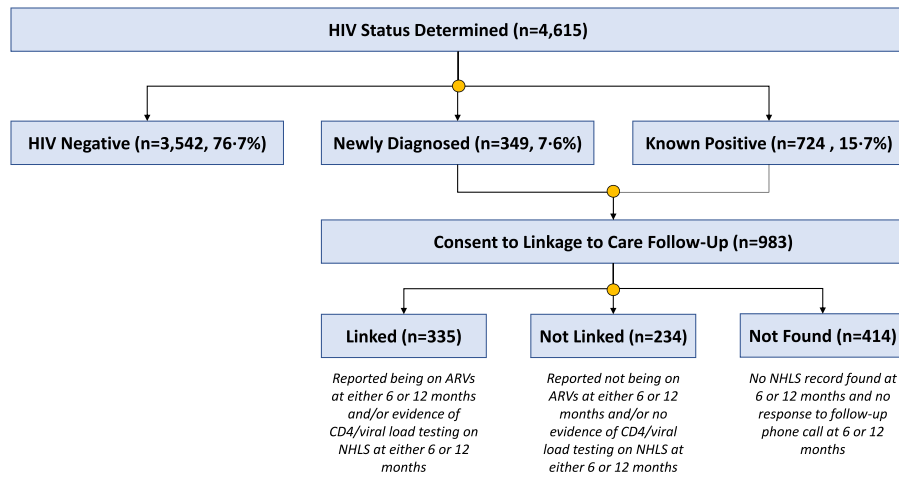 HIV Status Determined (n=4,615)
HIV Negative (n=3,542, 76·7%)
Newly Diagnosed (n=349, 7·6%)
Known Positive (n=724 , 15·7%)
Consent to Linkage to Care Follow-Up (n=983)
Linked (n=335)
Not Linked (n=234)
Not Found (n=414)
Reported being on ARVs
at either 6 or 12 months
and/or evidence of
CD4/viral load testing on
NHLS at either 6 or 12
months
Reported not being on
ARVs at either 6 or 12
months and/or no
evidence of CD4/viral
load testing on NHLS at
either 6 or 12 months
No NHLS record found at
6 or 12 months and no
response to follow-up
phone call at 6 or 12
months